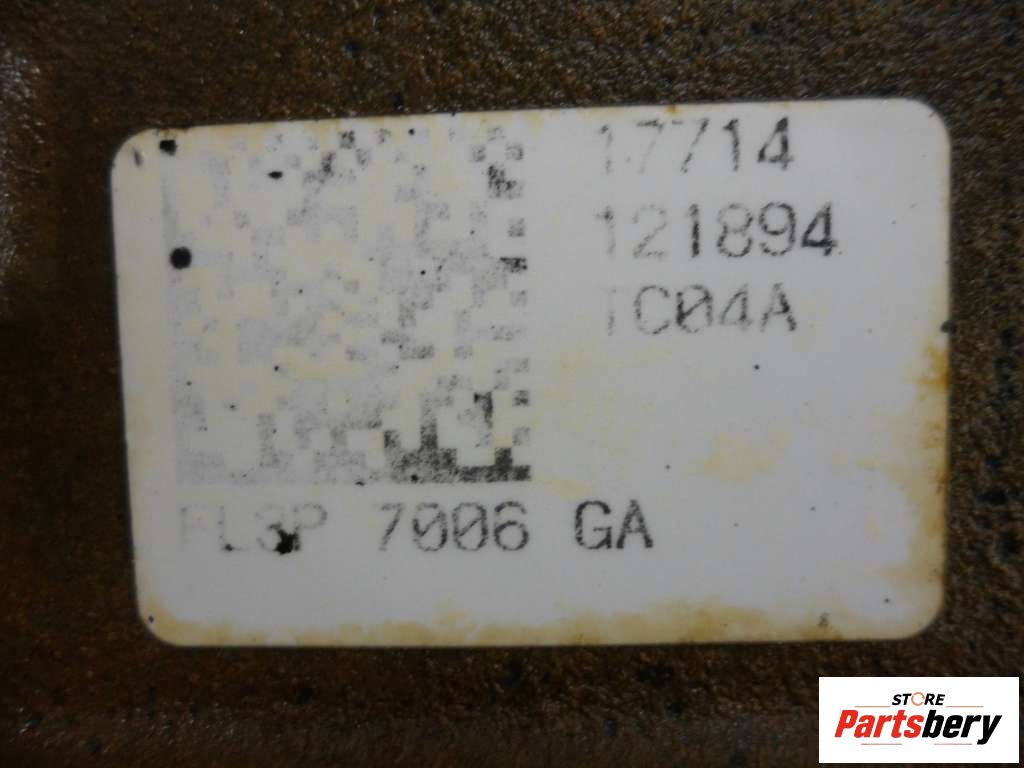 17714
121894
TC04A
FL3P 7006 GA
STORE
Partsbery